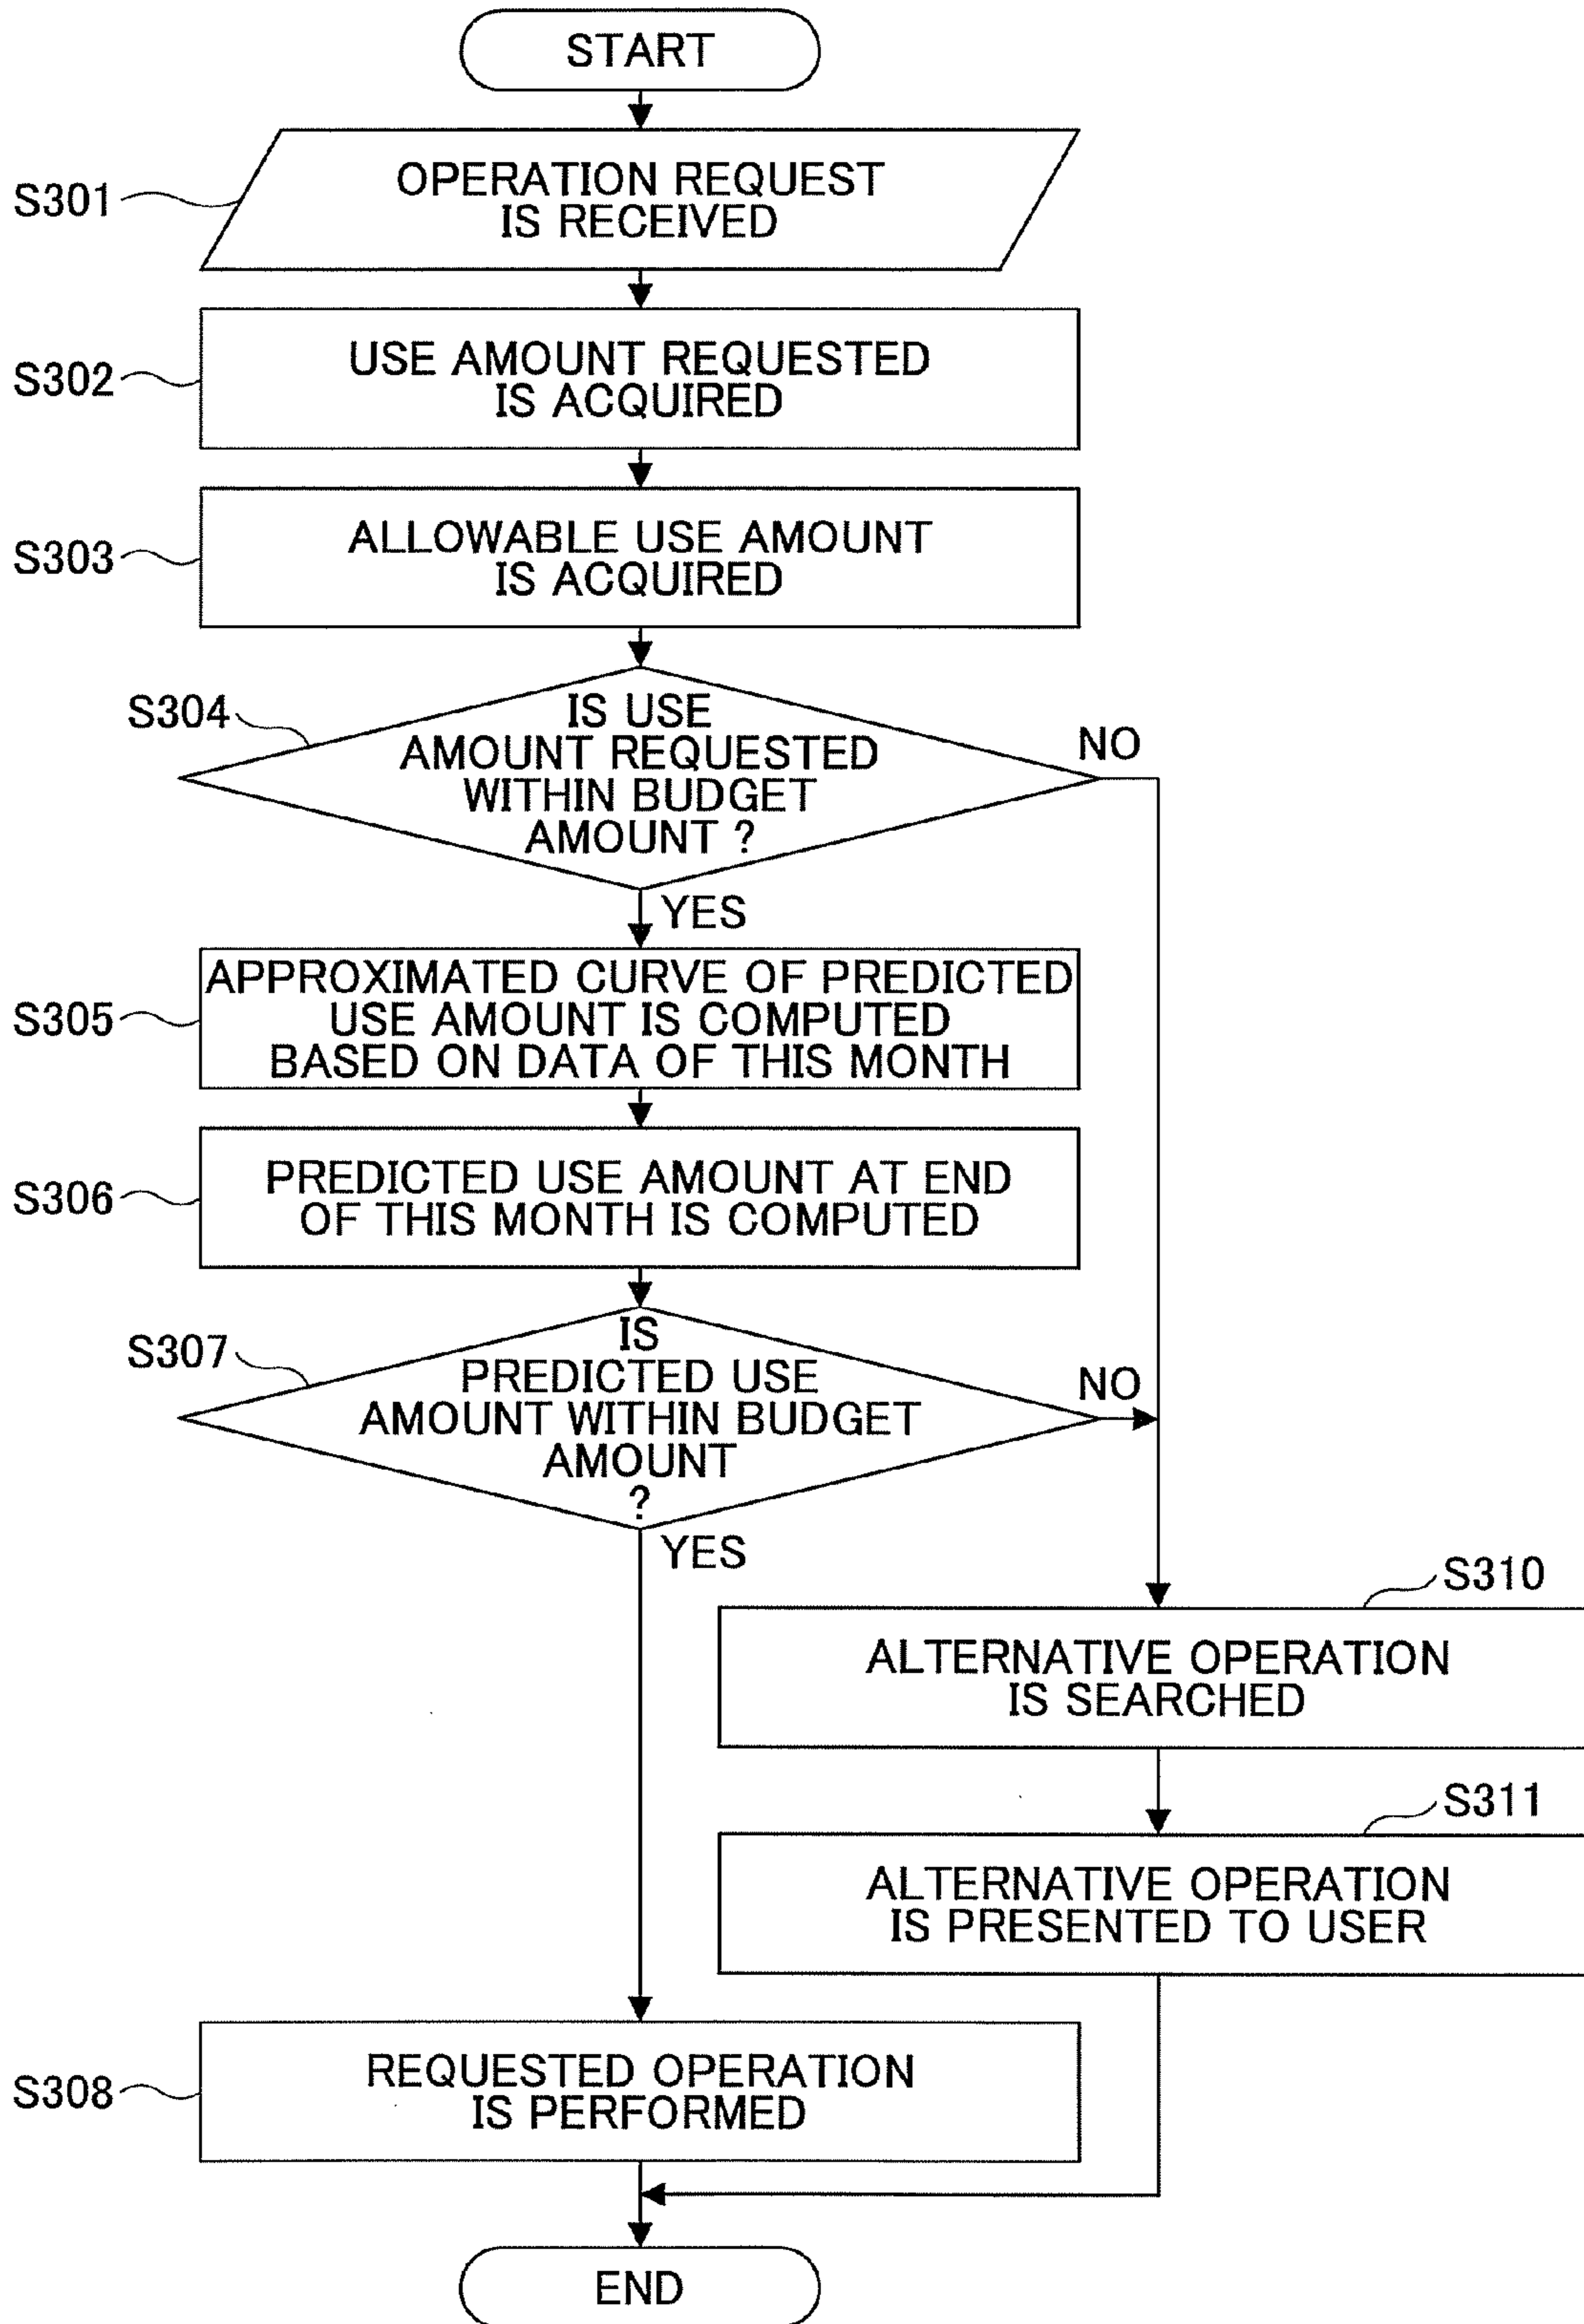 START
S301
OPERATION REQUEST
IS RECEIVED
S302
USE AMOUNT REQUESTED
IS ACQUIRED
S303
ALLOWABLE USE AMOUNT
IS ACQUIRED
S304
IS USE
AMOUNT REQUESTED
WITHIN BUDGET
AMOUNT ?
NO
YES
S305
APPROXIMATED CURVE OF PREDICTED
USE AMOUNT IS COMPUTED
BASED ON DATA OF THIS MONTH
S306
PREDICTED USE AMOUNT AT END
OF THIS MONTH IS COMPUTED
S307
IS
PREDICTED USE
AMOUNT WITHIN BUDGET
AMOUNT
?
NO
YES
S310
ALTERNATIVE OPERATION
IS SEARCHED
S311
ALTERNATIVE OPERATION
IS PRESENTED TO USER
S308
REQUESTED OPERATION
IS PERFORMED
END